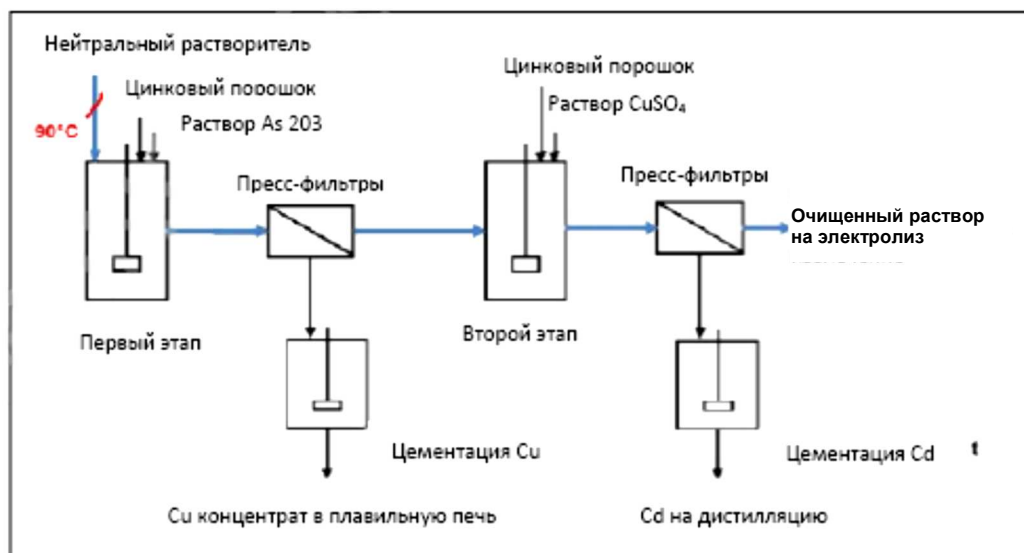 Нейтральный растворитель
Цинковый порошок
90°C
Раствор As 203
Пресс-фильтры
Первый этап
Цементация Cu
Cu концентрат в плавильную печь
Цинковый порошок
Раствор CuSO₄
Пресс-фильтры
Очищенный раствор
на электролиз
Второй этап
Цементация Cd t
Cd на дистилляцию